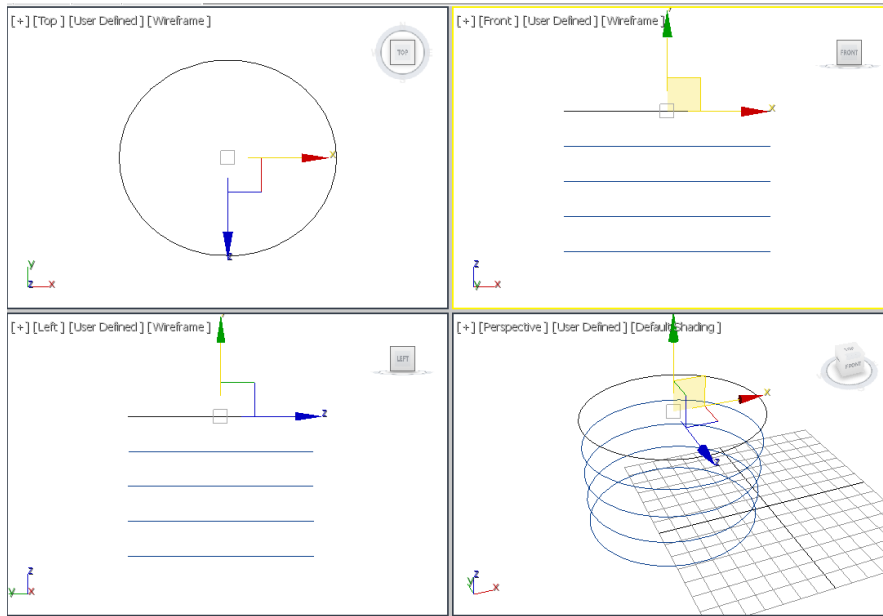 [+] [Top] [User Defined] [Wireframe]
TOP
x
z
y
z x
[+] [Front] [User Defined] [Wireframe]
FRONT
x
z
y x
[+] [Left] [User Defined] [Wireframe]
LEFT
z
z
y x
[+] [Perspective] [User Defined] [Default Shading]
FRONT
x
z
z
y x